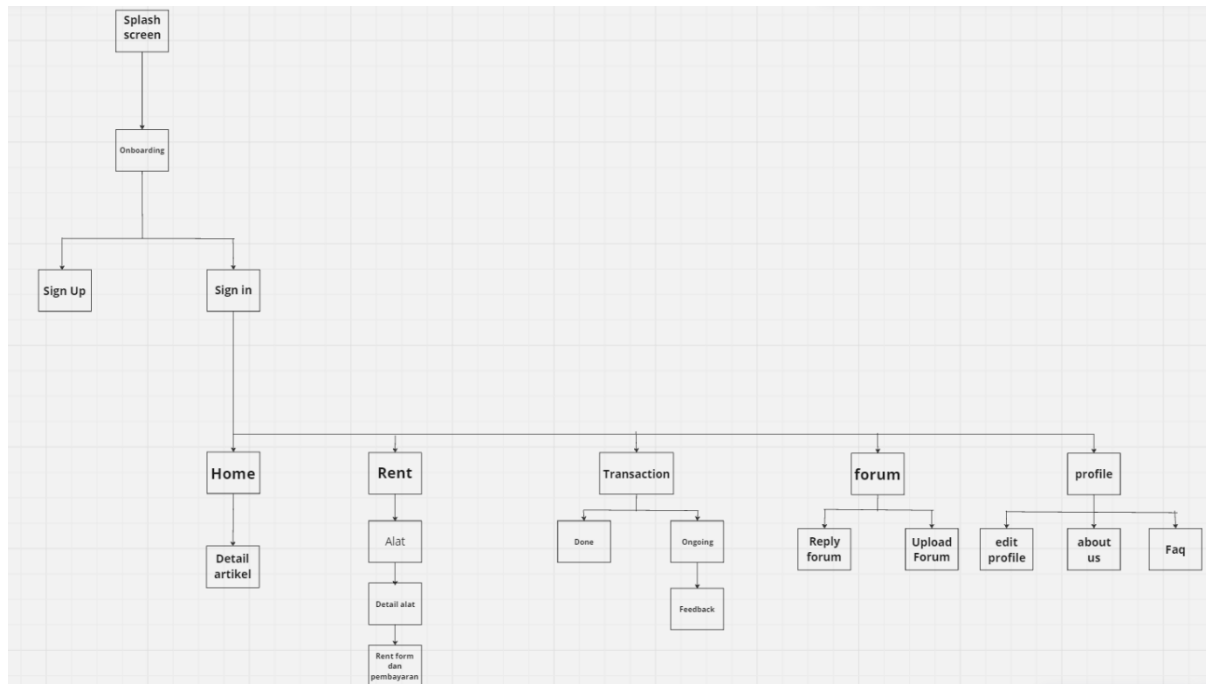 Splash
screen
Onboarding
Sign Up
Sign in
Home
Rent
Transaction
forum
profile
Alat
Done
Ongoing
Reply
forum
Upload
Forum
edit
profile
about
us
Faq
Detail
artikel
Detail alat
Feedback
Rent form
dan
pembayaran